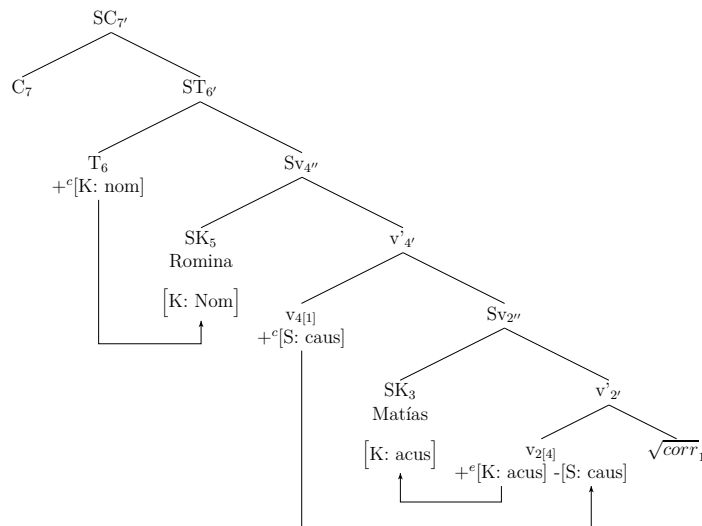 SC7′
C7 ST6′
T6 Sv4″
+ᶜ[K: nom]
SK5 v'4′
Romina
[K: Nom] v4[1] Sv2″
+ᶜ[S: caus]
SK3 v'2′
Matías
[K: acus] v2[4] √corr1
+ᵉ[K: acus] -[S: caus]